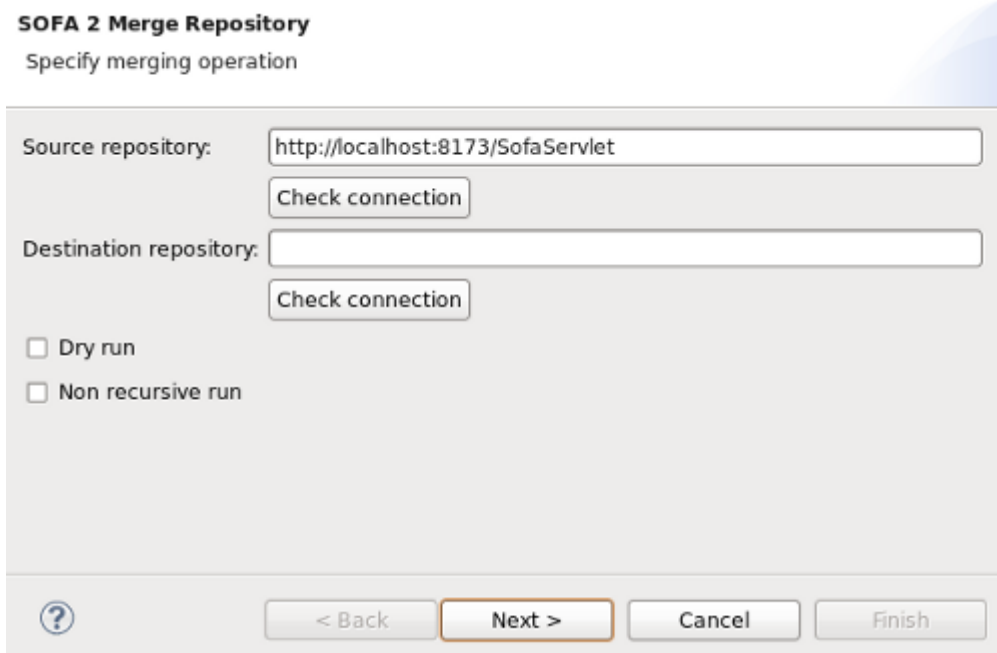 SOFA 2 Merge Repository
Specify merging operation
Source repository: http://localhost:8173/SofaServlet
Check connection
Destination repository:
Check connection
Dry run
Non recursive run
? < Back Next > Cancel Finish